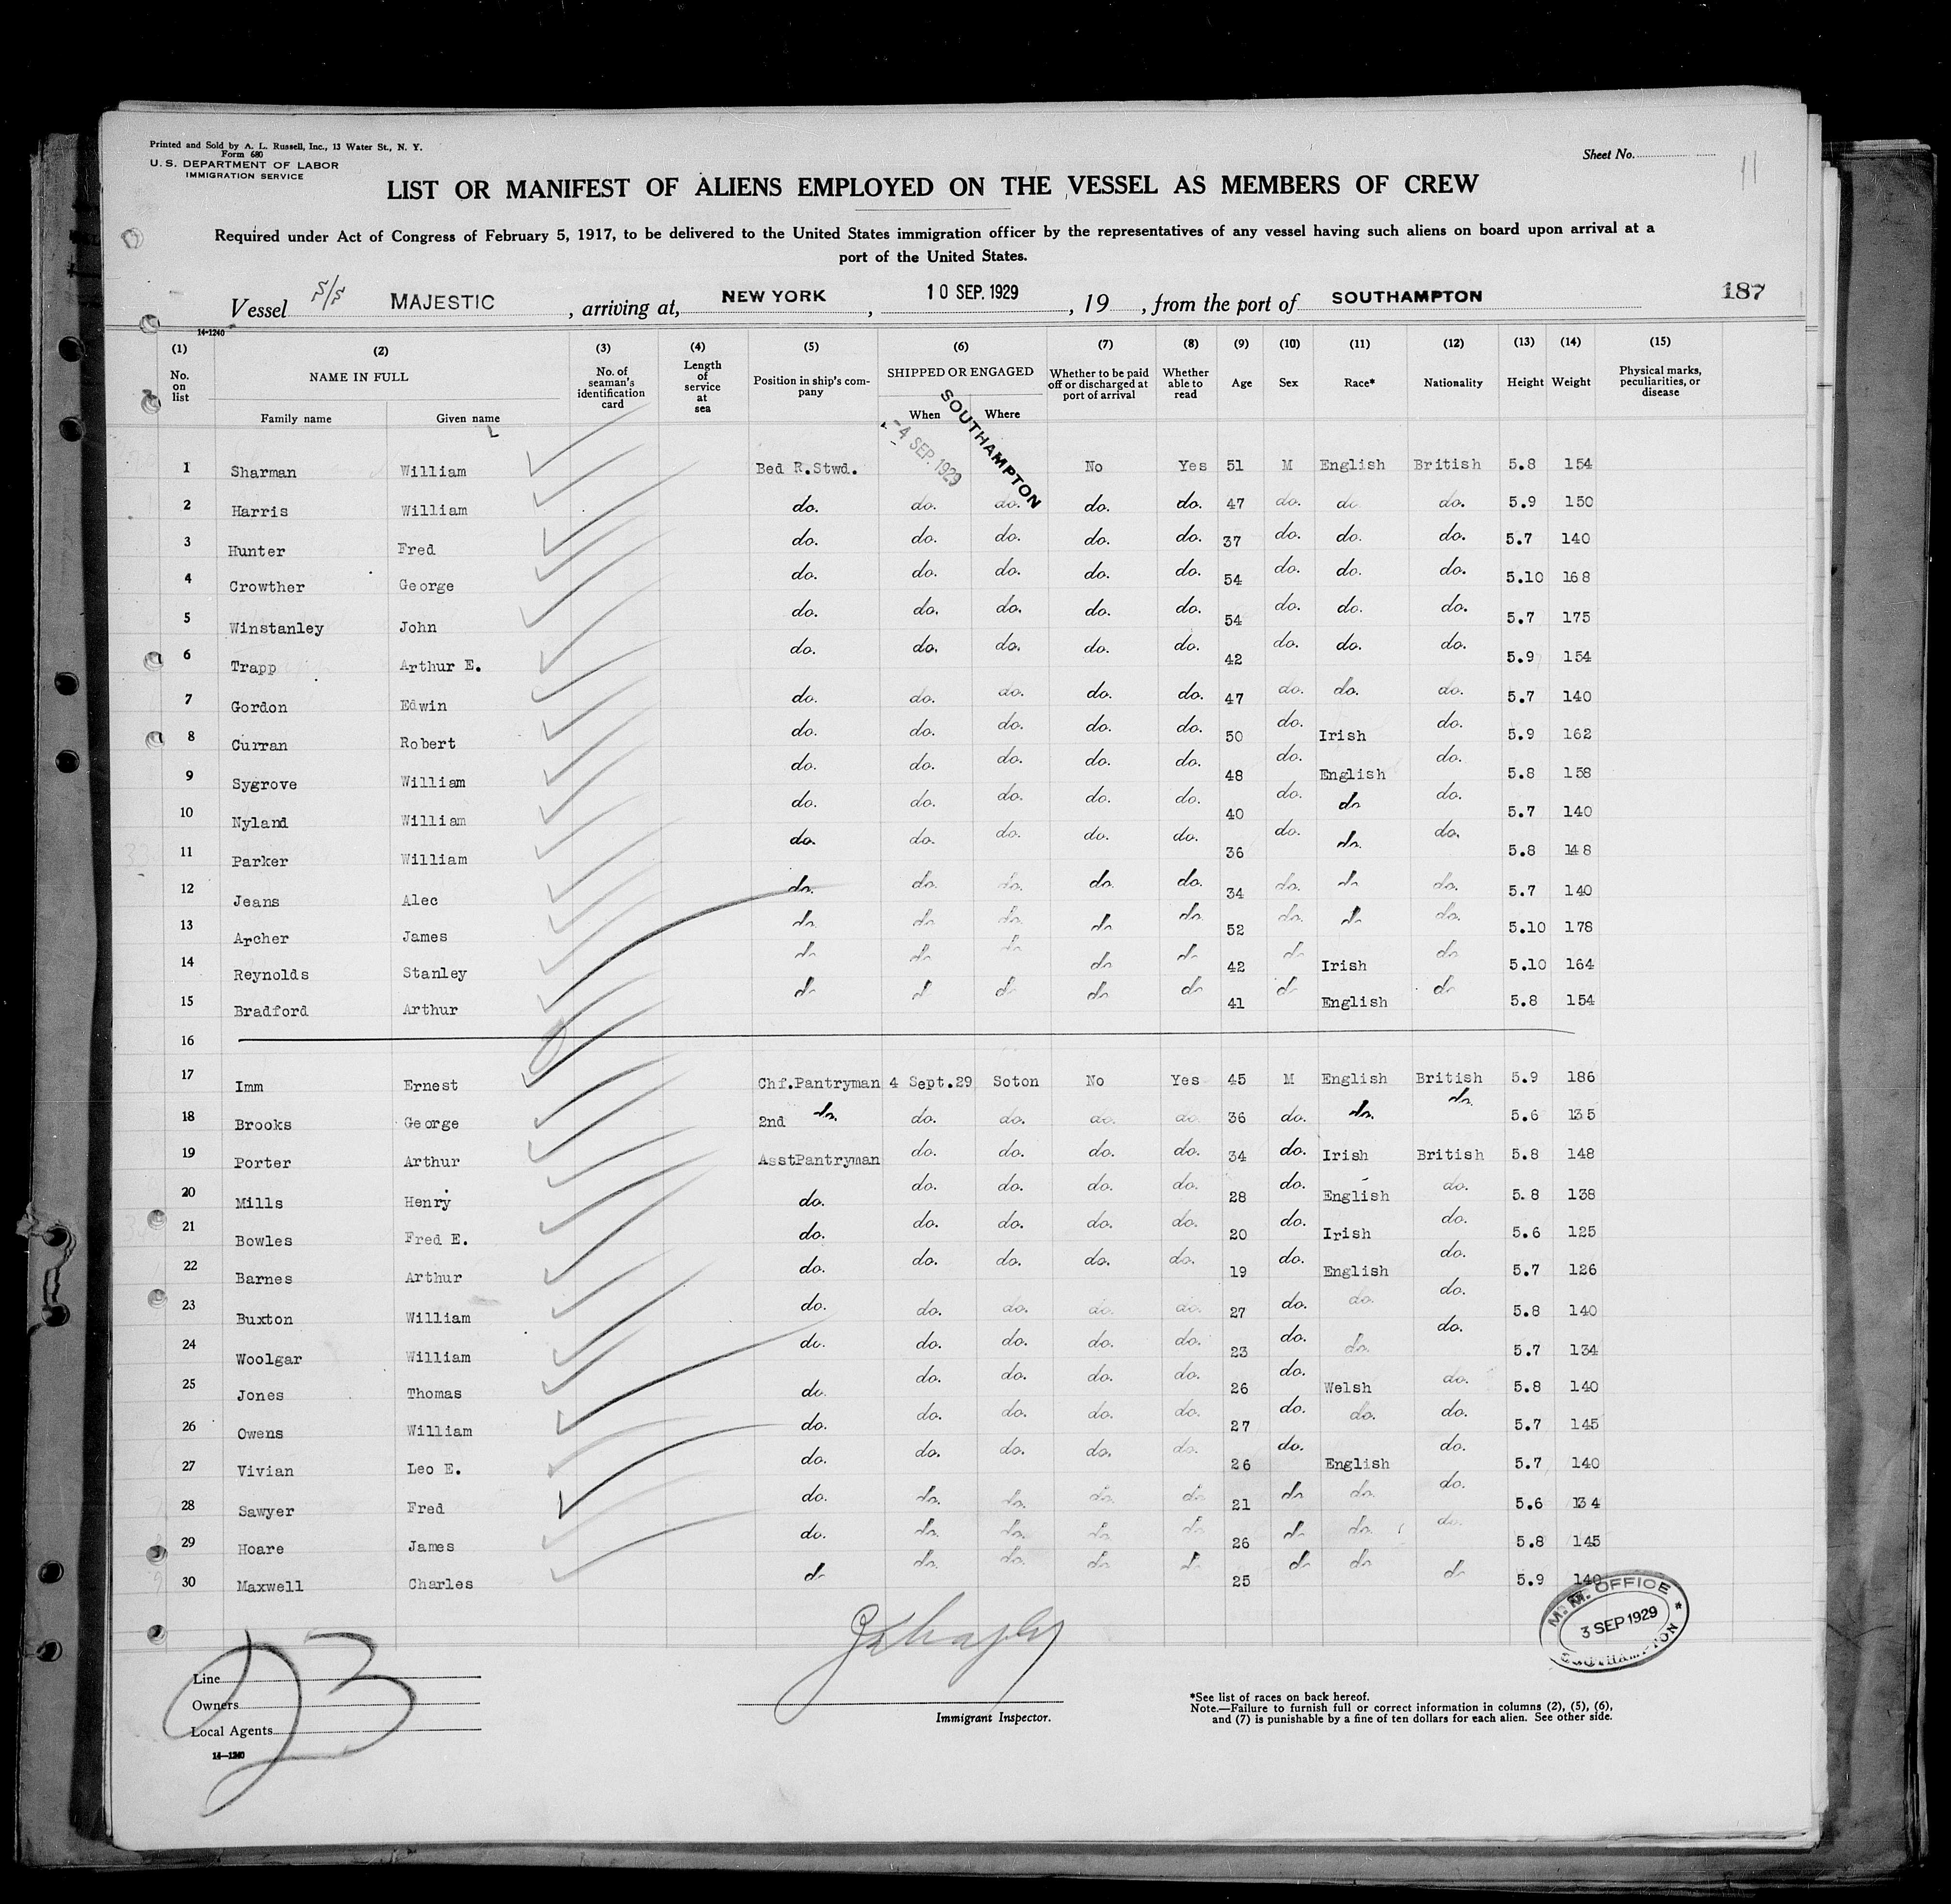 Printed and Sold by A. L. Russell, Inc., 13 Water St., N. Y.
Form 680
U. S. DEPARTMENT OF LABOR
IMMIGRATION SERVICE
Sheet No.
11
LIST OR MANIFEST OF ALIENS EMPLOYED ON THE VESSEL AS MEMBERS OF CREW
Required under Act of Congress of February 5, 1917, to be delivered to the United States immigration officer by the representatives of any vessel having such aliens on board upon arrival at a
port of the United States.
Vessel S/S MAJESTIC , arriving at, NEW YORK , 10 SEP. 1929 , 19 , from the port of SOUTHAMPTON 187
14-1240
(1) (2) (3) (4) (5) (6) (7) (8) (9) (10) (11) (12) (13) (14) (15)
No. on list NAME IN FULL Family name Given name No. of seaman's identification card Length of service at sea Position in ship's company SHIPPED OR ENGAGED When Where Whether to be paid off or discharged at port of arrival Whether able to read Age Sex Race* Nationality Height Weight Physical marks, peculiarities, or disease
-4 SEP. 1929 SOUTHAMPTON
1 Sharman William Bed R.Stwd. No Yes 51 M English British 5.8 154
2 Harris William do. do. do. do. do. 47 do. do. do. 5.9 150
3 Hunter Fred do. do. do. do. do. 37 do. do. do. 5.7 140
4 Crowther George do. do. do. do. do. 54 do. do. do. 5.10 168
5 Winstanley John do. do. do. do. do. 54 do. do. do. 5.7 175
6 Trapp Arthur E. do. do. do. do. do. 42 do. do. do. 5.9 154
7 Gordon Edwin do. do. do. do. do. 47 do. do. do. 5.7 140
8 Curran Robert do. do. do. do. do. 50 do. Irish do. 5.9 162
9 Sygrove William do. do. do. do. do. 48 do. English do. 5.8 158
10 Nyland William do. do. do. do. do. 40 do. do. do. 5.7 140
11 Parker William do. do. do. do. do. 36 do. do. do. 5.8 148
12 Jeans Alec do. do. do. do. do. 34 do. do. do. 5.7 140
13 Archer James do. do. do. do. do. 52 do. do. do. 5.10 178
14 Reynolds Stanley do. do. do. do. do. 42 do. Irish do. 5.10 164
15 Bradford Arthur do. do. do. do. do. 41 do. English do. 5.8 154
16
17 Imm Ernest Chf.Pantryman 4 Sept.29 Soton No Yes 45 M English British 5.9 186
18 Brooks George 2nd do. do. do. do. do. 36 do. do. do. 5.6 135
19 Porter Arthur AsstPantryman do. do. do. do. 34 do. Irish British 5.8 148
20 Mills Henry do. do. do. do. do. 28 do. English do. 5.8 138
21 Bowles Fred E. do. do. do. do. do. 20 do. Irish do. 5.6 125
22 Barnes Arthur do. do. do. do. do. 19 do. English do. 5.7 126
23 Buxton William do. do. do. do. do. 27 do. do. do. 5.8 140
24 Woolgar William do. do. do. do. do. 23 do. do. do. 5.7 134
25 Jones Thomas do. do. do. do. do. 26 do. Welsh do. 5.8 140
26 Owens William do. do. do. do. do. 27 do. do. do. 5.7 145
27 Vivian Leo E. do. do. do. do. do. 26 do. English do. 5.7 140
28 Sawyer Fred do. do. do. do. do. 21 do. do. do. 5.6 134
29 Hoare James do. do. do. do. do. 26 do. do. do. 5.8 145
30 Maxwell Charles do. do. do. do. do. 25 do. do. do. 5.9 140
M. M. OFFICE
3 SEP 1929
SOUTHAMPTON
Line
Owners
Local Agents
14-1240
23
Immigrant Inspector.
*See list of races on back hereof.
Note.—Failure to furnish full or correct information in columns (2), (5), (6),
and (7) is punishable by a fine of ten dollars for each alien. See other side.